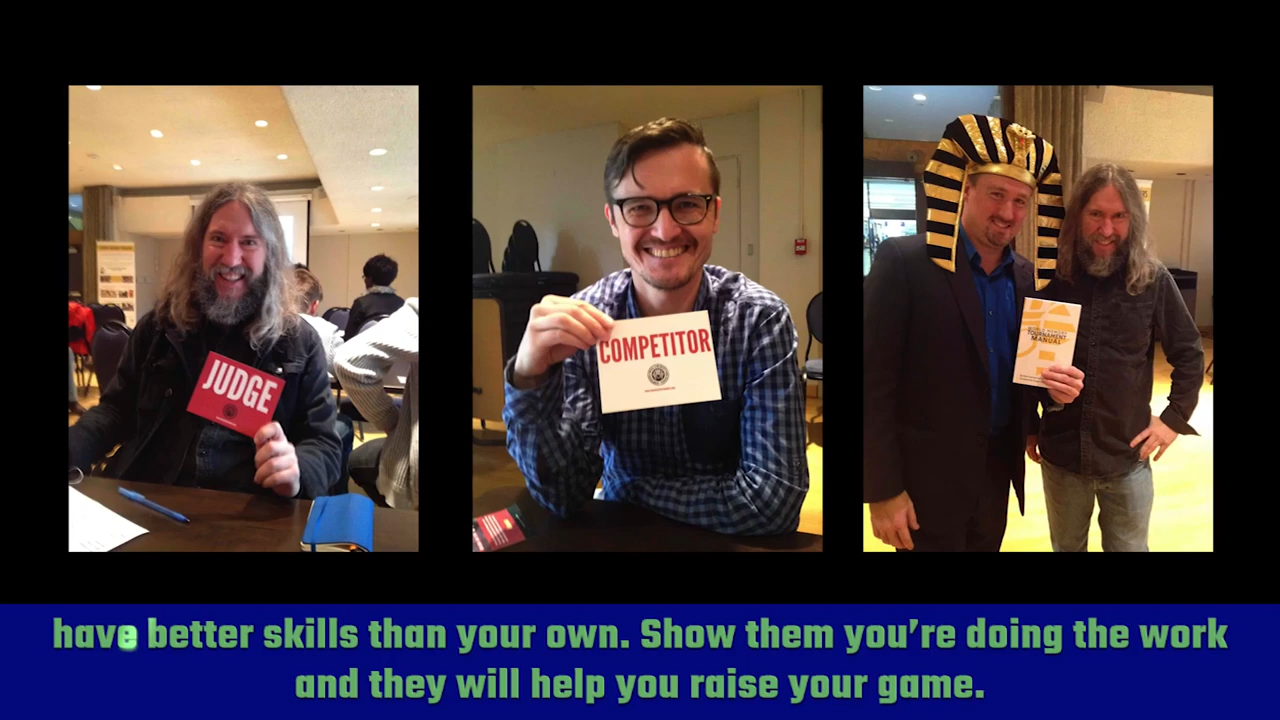 JUDGE
COMPETITOR
TOURNAMENT
MANUAL
have better skills than your own. Show them you’re doing the work
and they will help you raise your game.